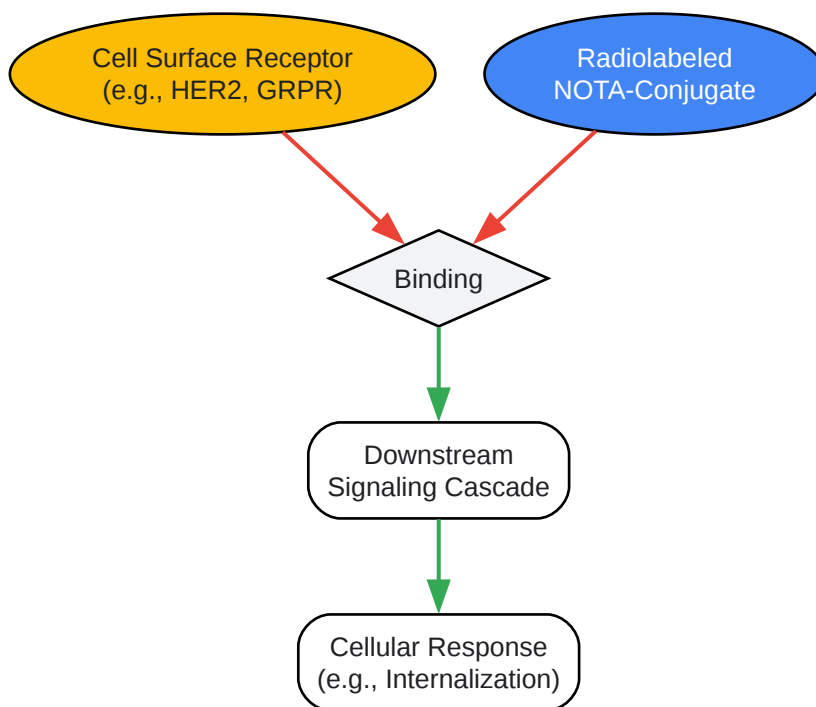 Cell Surface Receptor
(e.g., HER2, GRPR)
Radiolabeled
NOTA-Conjugate
Binding
Downstream
Signaling Cascade
Cellular Response
(e.g., Internalization)